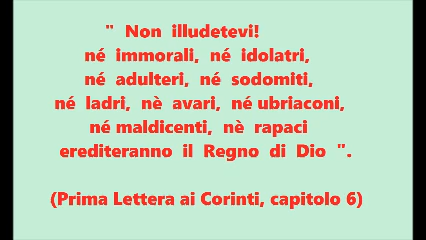 " Non illudetevi!
né immorali, né idolatri,
né adulteri, né sodomiti,
né ladri, nè avari, né ubriaconi,
né maldicenti, nè rapaci
erediteranno il Regno di Dio ".
(Prima Lettera ai Corinti, capitolo 6)